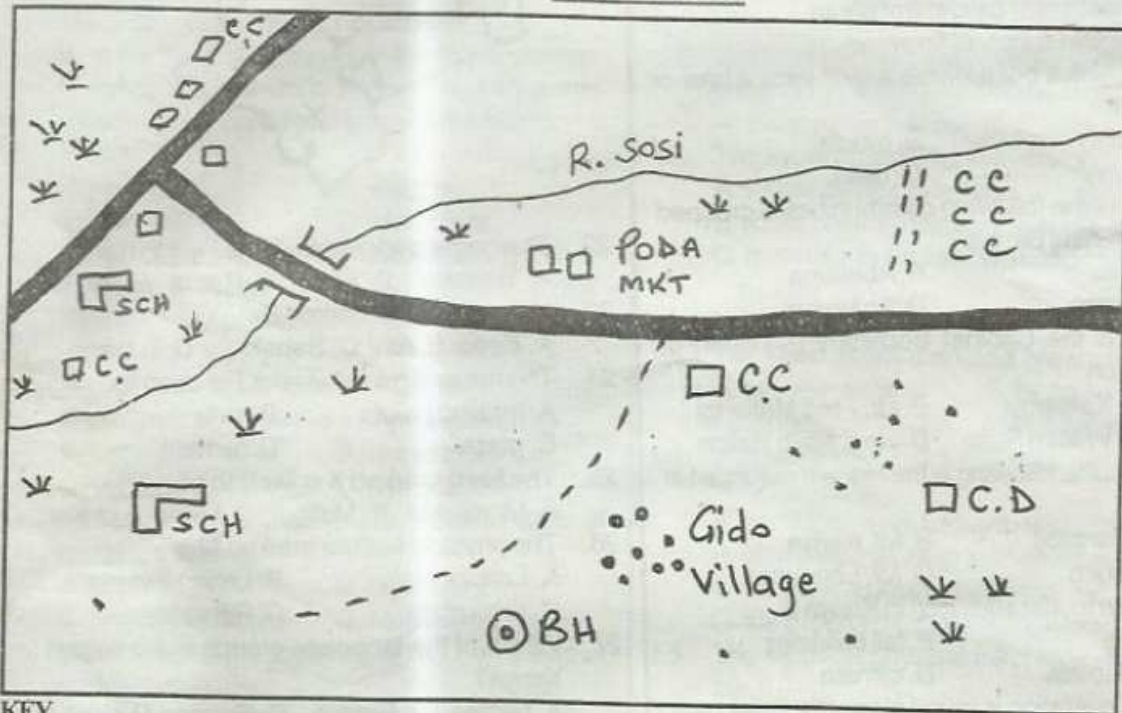 C.C
R. Sosi
C C
C C
C C
PODA
MKT
SCH
C.C.
C.C
C.D
SCH
Gido
Village
BH
KEY